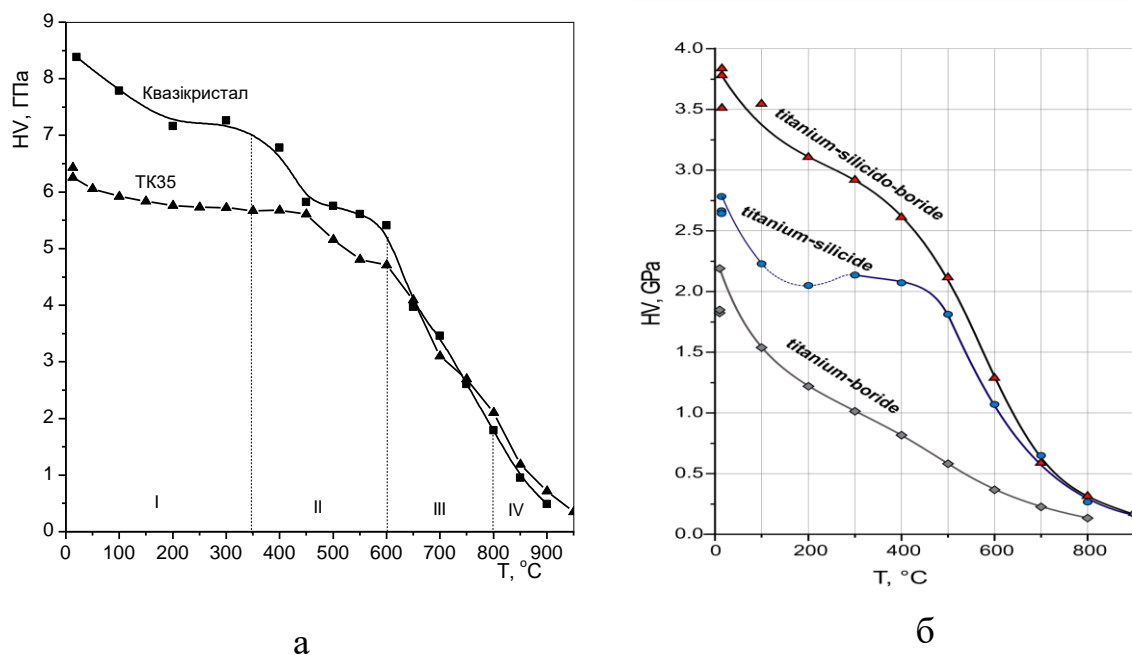 HV, ГПа
9
8
7
6
5
4
3
2
1
0
Квазікристал
ТК35
I
II
III
IV
0 100 200 300 400 500 600 700 800 900
T, °C
а
HV, GPa
4.0
3.5
3.0
2.5
2.0
1.5
1.0
0.5
0.0
titanium-silicido-boride
titanium-silicide
titanium-boride
0 200 400 600 800
T, °C
б